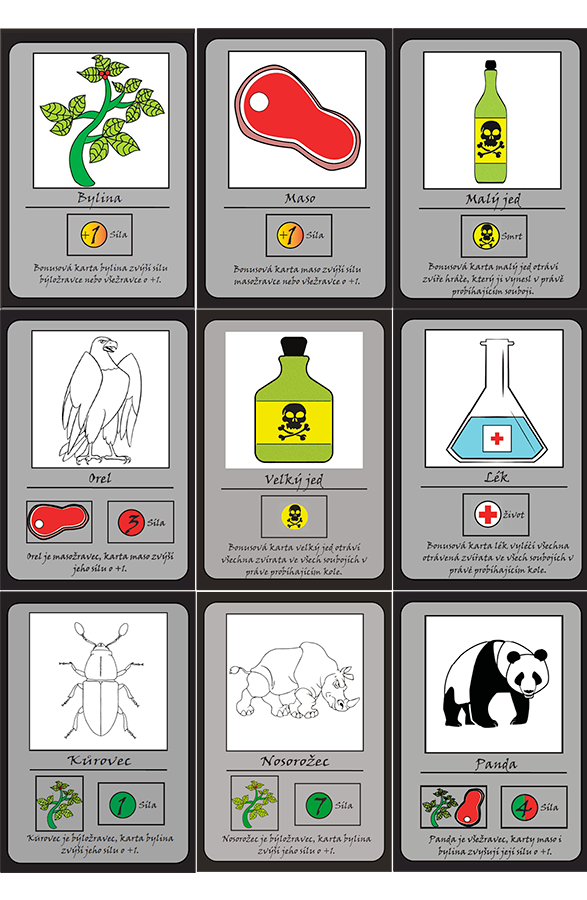 Bylina
+1 Síla
Bonusová karta bylina zvýší sílu
býložravce nebo všežravce o +1.
Maso
+1 Síla
Bonusová karta maso zvýší sílu
masožravce nebo všežravce o +1.
Malý jed
Smrt
Bonusová karta malý jed otráví
zvíře hráče, který ji vynesl v právě
probíhajícím souboji.
Orel
3 Síla
Orel je masožravec, karta maso zvýší
jeho sílu o +1.
Velký jed
Bonusová karta velký jed otráví
všechna zvířata ve všech soubojích v
právě probíhajícím kole.
Lék
Život
Bonusová karta lék vyléčí všechna
otrávená zvířata ve všech soubojích v
právě probíhajícím kole.
Kůrovec
1 Síla
Kůrovec je býložravec, karta bylina
zvýší jeho sílu o +1.
Nosorožec
7 Síla
Nosorožec je býložravec, karta bylina
zvýší jeho sílu o +1.
Panda
4 Síla
Panda je všežravec, karty maso i
bylina zvyšují její sílu o +1.